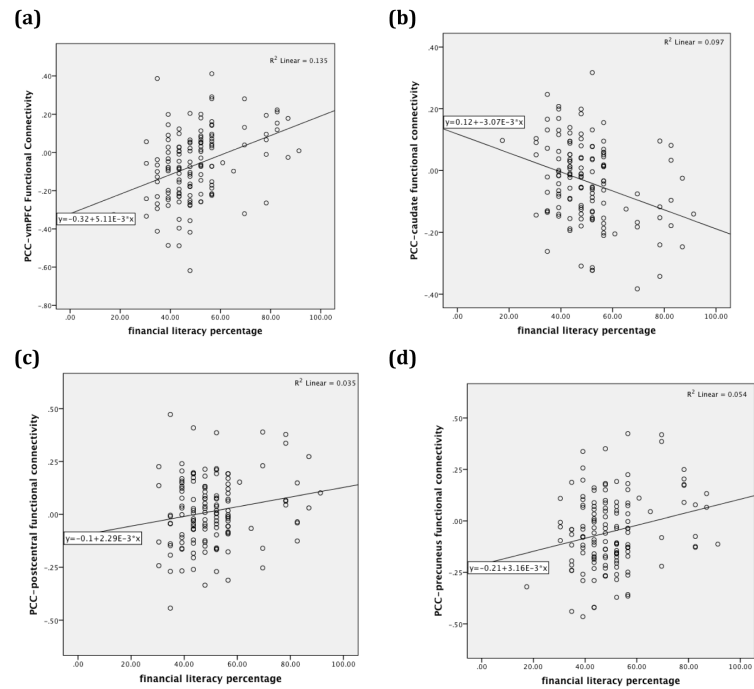 (a)
R² Linear = 0.135
PCC-vmPFC Functional Connectivity
.40
.20
.00
-.20
-.40
-.60
-.80
y=-0.32+5.11E-3*x
.00 20.00 40.00 60.00 80.00 100.00
financial literacy percentage
(b)
R² Linear = 0.097
PCC-caudate functional connectivity
.40
.20
.00
-.20
-.40
y=0.12+-3.07E-3*x
.00 20.00 40.00 60.00 80.00 100.00
financial literacy percentage
(c)
R² Linear = 0.035
PCC-postcentral functional connectivity
.50
.25
.00
-.25
-.50
y=-0.1+2.29E-3*x
.00 20.00 40.00 60.00 80.00 100.00
financial literacy percentage
(d)
R² Linear = 0.054
PCC-precuneus functional connectivity
.50
.25
.00
-.25
-.50
y=-0.21+3.16E-3*x
.00 20.00 40.00 60.00 80.00 100.00
financial literacy percentage